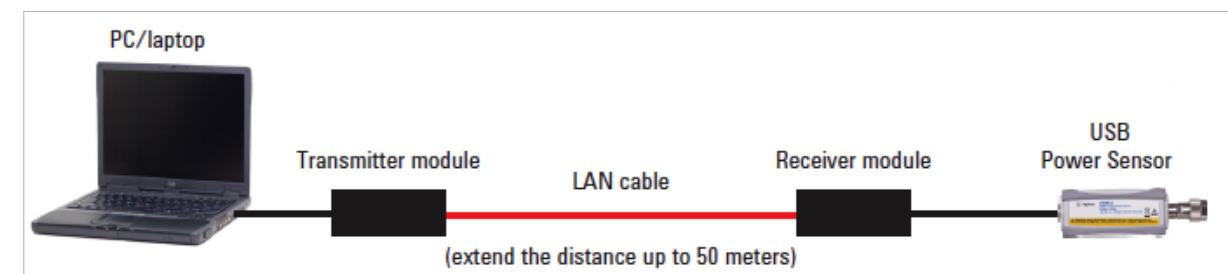 PC/laptop
Transmitter module
LAN cable
Receiver module
USB
Power Sensor
(extend the distance up to 50 meters)